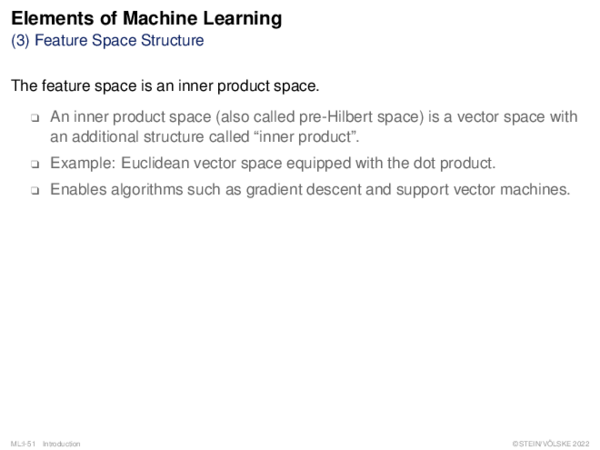 Elements of Machine Learning
(3) Feature Space Structure
The feature space is an inner product space.
❑ An inner product space (also called pre-Hilbert space) is a vector space with
an additional structure called “inner product”.
❑ Example: Euclidean vector space equipped with the dot product.
❑ Enables algorithms such as gradient descent and support vector machines.
ML:I-51 Introduction
© STEIN/VÖLSKE 2022